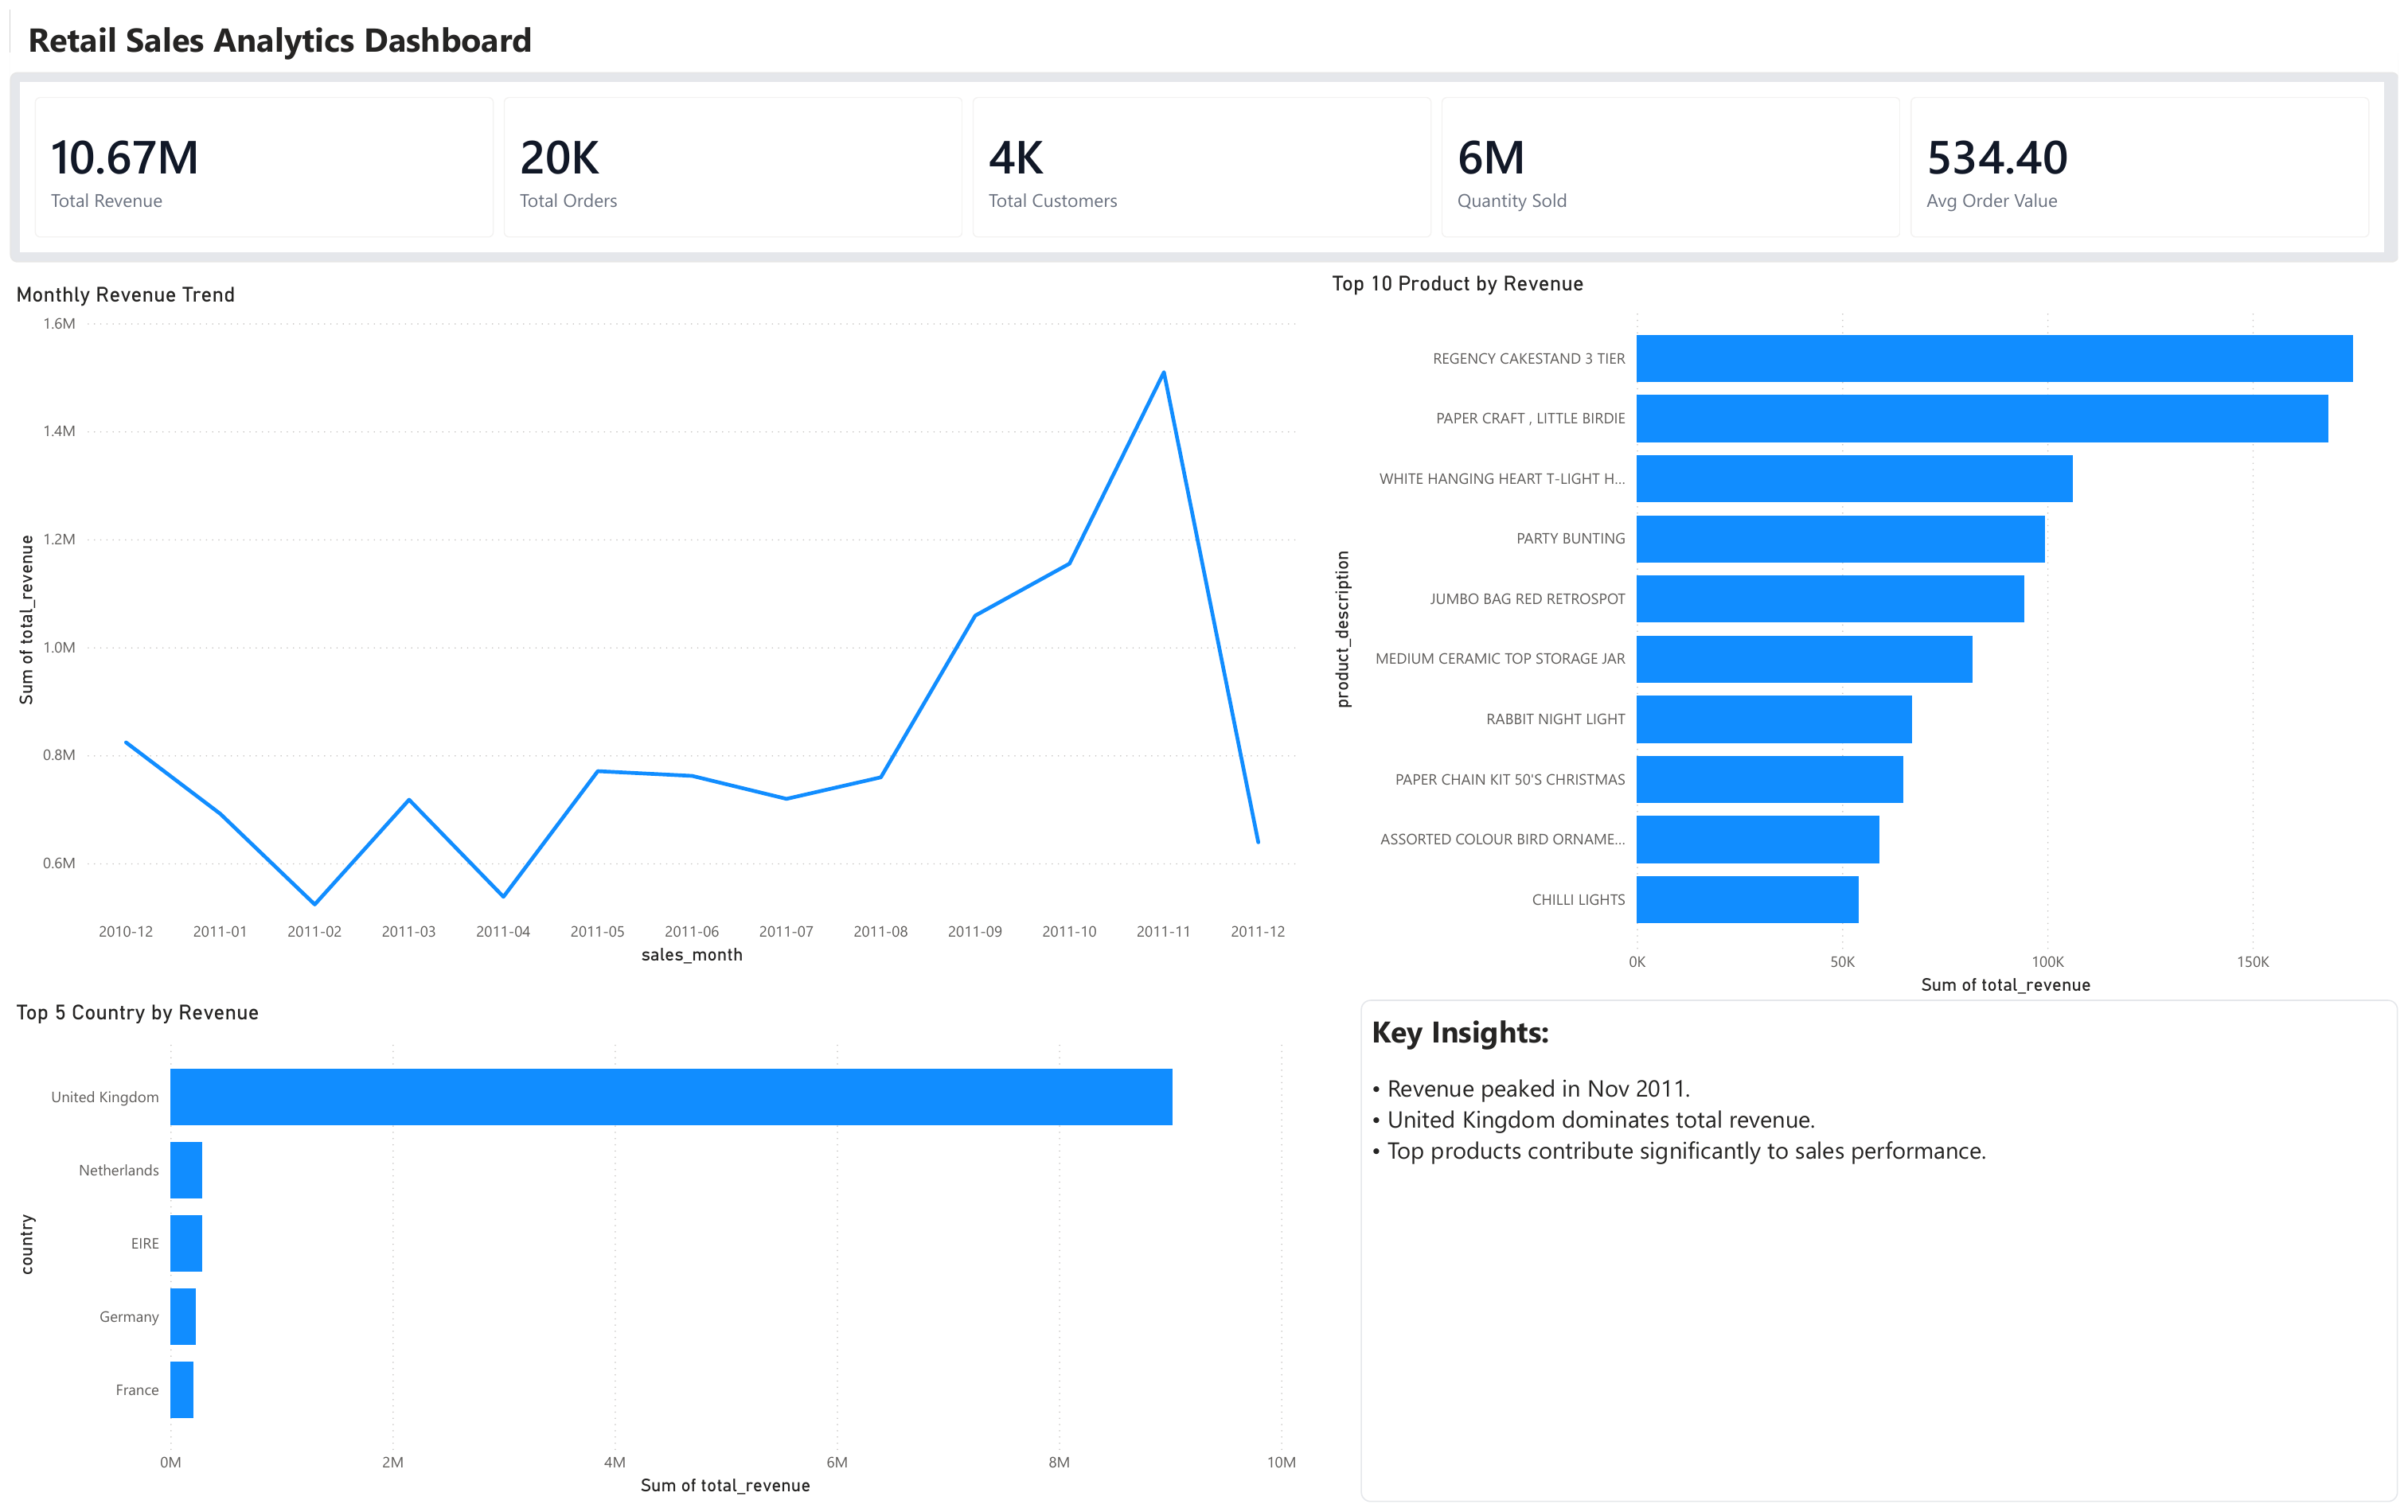 Retail Sales Analytics Dashboard
10.67M
Total Revenue
20K
Total Orders
4K
Total Customers
6M
Quantity Sold
534.40
Avg Order Value
Monthly Revenue Trend
Sum of total_revenue
1.6M
1.4M
1.2M
1.0M
0.8M
0.6M
2010-12 2011-01 2011-02 2011-03 2011-04 2011-05 2011-06 2011-07 2011-08 2011-09 2011-10 2011-11 2011-12
sales_month
Top 10 Product by Revenue
product_description
REGENCY CAKESTAND 3 TIER
PAPER CRAFT , LITTLE BIRDIE
WHITE HANGING HEART T-LIGHT H...
PARTY BUNTING
JUMBO BAG RED RETROSPOT
MEDIUM CERAMIC TOP STORAGE JAR
RABBIT NIGHT LIGHT
PAPER CHAIN KIT 50'S CHRISTMAS
ASSORTED COLOUR BIRD ORNAME...
CHILLI LIGHTS
0K 50K 100K 150K
Sum of total_revenue
Top 5 Country by Revenue
country
United Kingdom
Netherlands
EIRE
Germany
France
0M 2M 4M 6M 8M 10M
Sum of total_revenue
Key Insights:
• Revenue peaked in Nov 2011.
• United Kingdom dominates total revenue.
• Top products contribute significantly to sales performance.